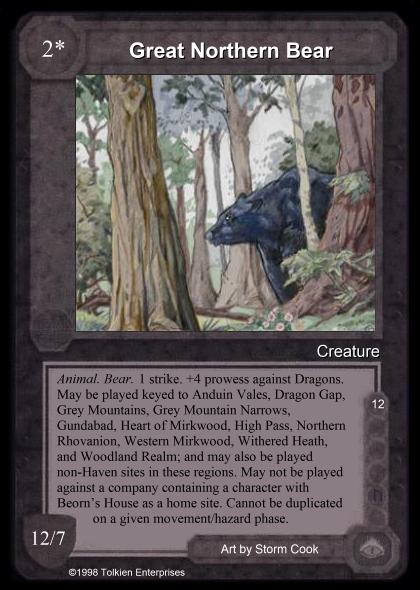 2*
Great Northern Bear
Creature
Animal. Bear. 1 strike. +4 prowess against Dragons.
May be played keyed to Anduin Vales, Dragon Gap,
Grey Mountains, Grey Mountain Narrows,
Gundabad, Heart of Mirkwood, High Pass, Northern
Rhovanion, Western Mirkwood, Withered Heath,
and Woodland Realm; and may also be played
non-Haven sites in these regions. May not be played
against a company containing a character with
Beorn's House as a home site. Cannot be duplicated
on a given movement/hazard phase.
12
12/7
Art by Storm Cook
©1998 Tolkien Enterprises